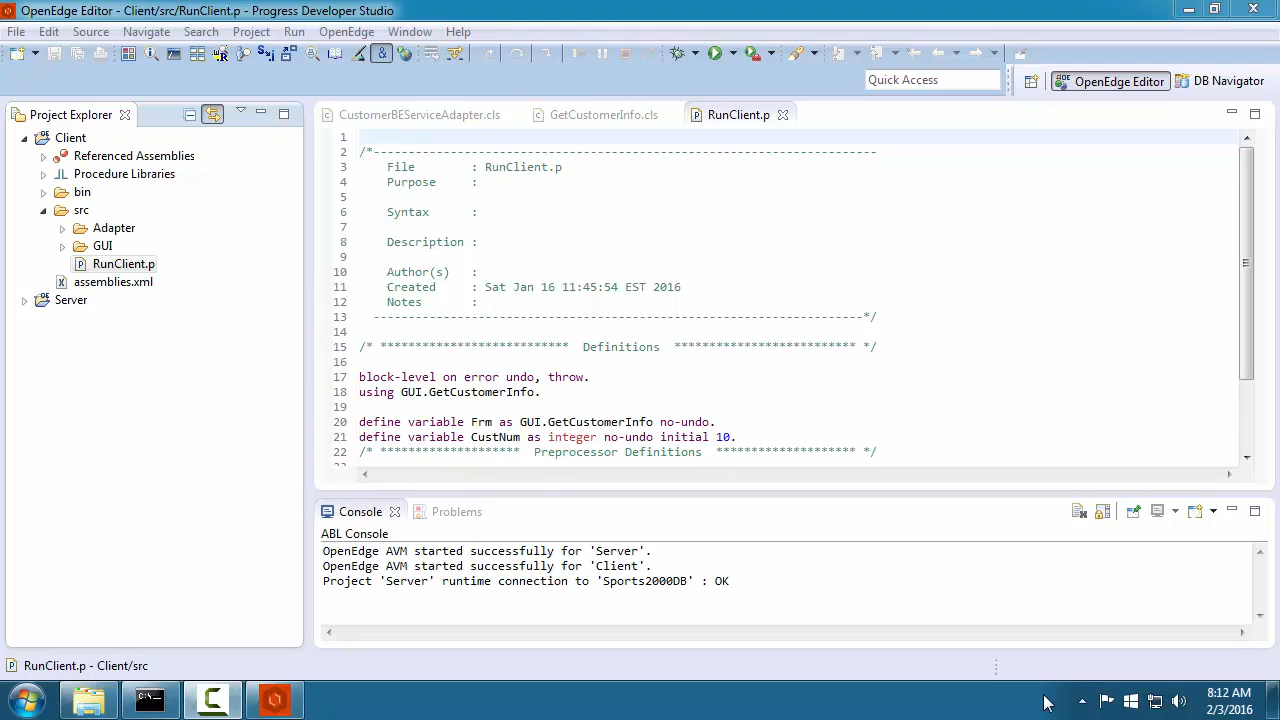 OpenEdge Editor - Client/src/RunClient.p - Progress Developer Studio
File Edit Source Navigate Search Project Run OpenEdge Window Help
Quick Access
OpenEdge Editor
DB Navigator
Project Explorer
Client
Referenced Assemblies
Procedure Libraries
bin
src
Adapter
GUI
RunClient.p
assemblies.xml
Server
CustomerBEServiceAdapter.cls
GetCustomerInfo.cls
RunClient.p
1
2 /*----------------------------------------------------------------------
3 File : RunClient.p
4 Purpose :
5
6 Syntax :
7
8 Description :
9
10 Author(s) :
11 Created : Sat Jan 16 11:45:54 EST 2016
12 Notes :
13 ----------------------------------------------------------------------*/
14
15 /* *************************** Definitions ************************** */
16
17 block-level on error undo, throw.
18 using GUI.GetCustomerInfo.
19
20 define variable Frm as GUI.GetCustomerInfo no-undo.
21 define variable CustNum as integer no-undo initial 10.
22 /* ******************** Preprocessor Definitions ******************** */
Console
Problems
ABL Console
OpenEdge AVM started successfully for 'Server'.
OpenEdge AVM started successfully for 'Client'.
Project 'Server' runtime connection to 'Sports2000DB' : OK
RunClient.p - Client/src
8:12 AM
2/3/2016